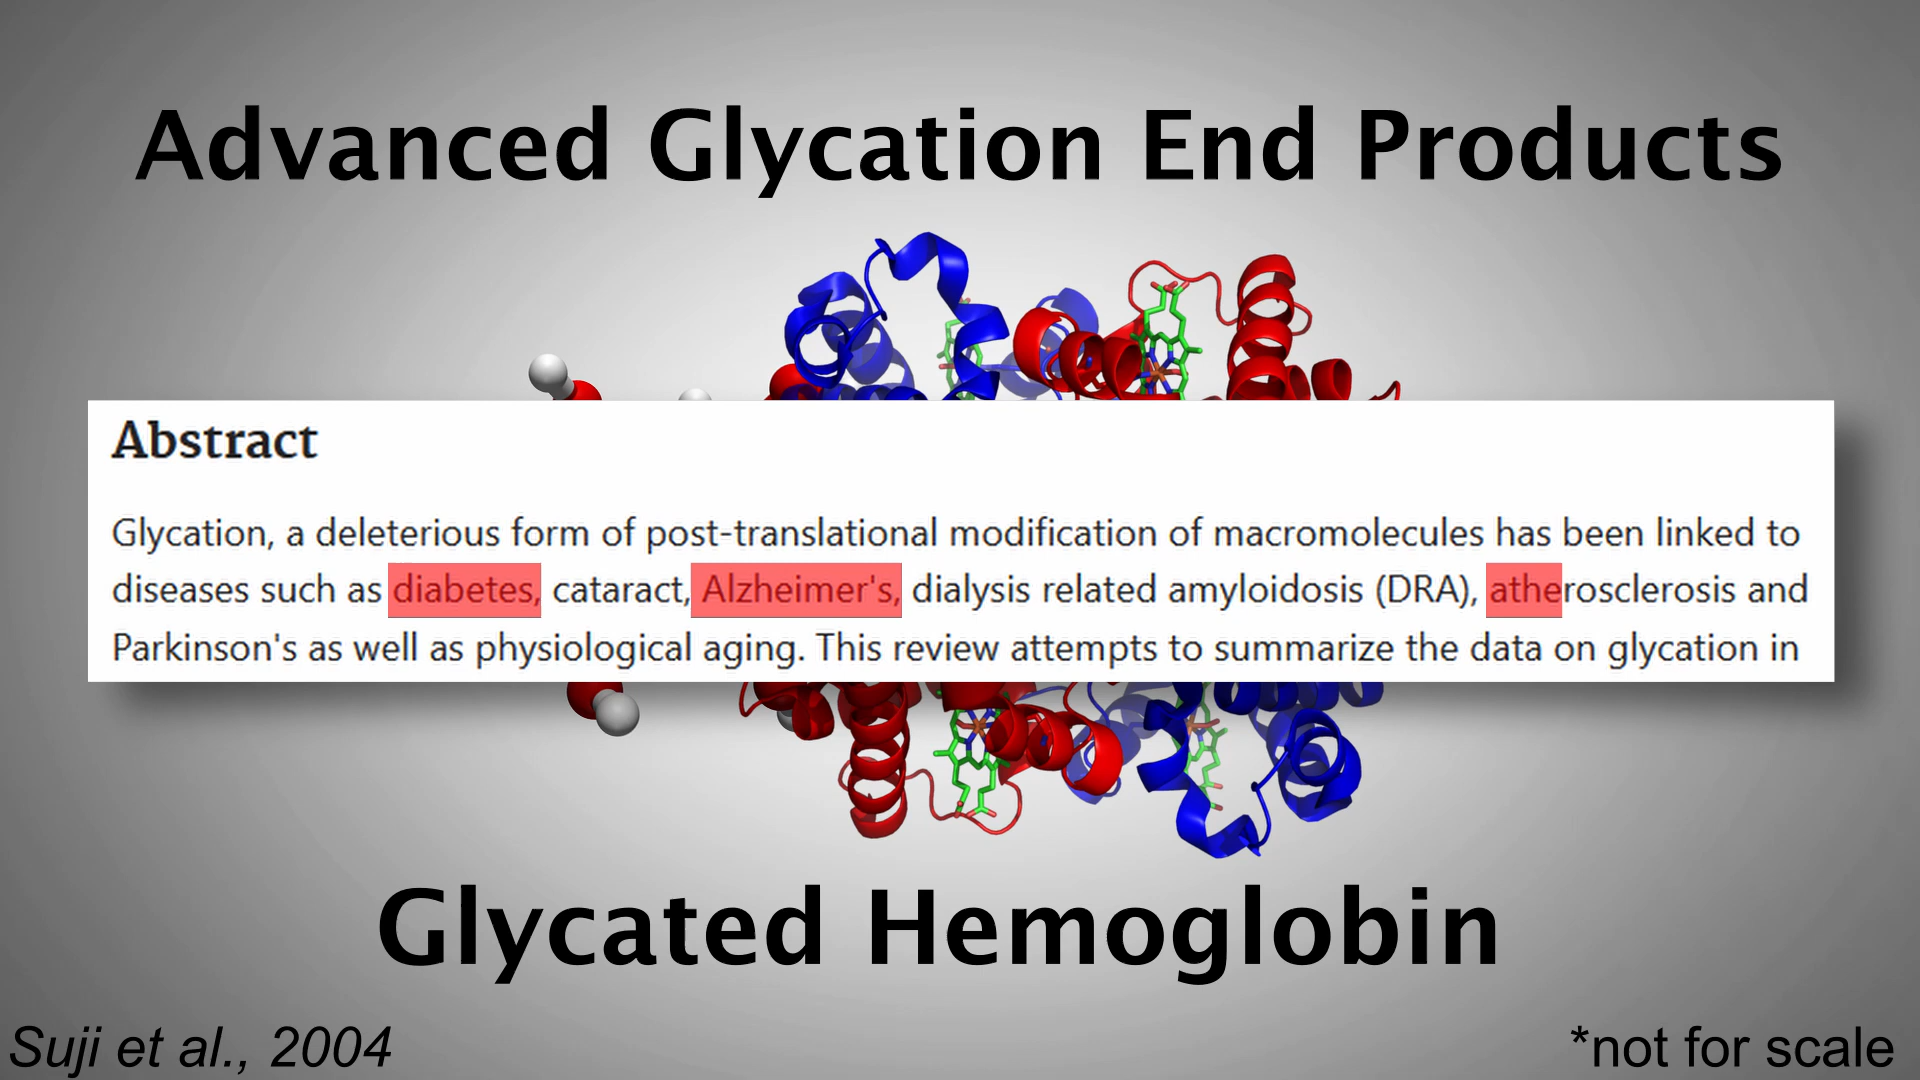 Advanced Glycation End Products
Abstract
Glycation, a deleterious form of post-translational modification of macromolecules has been linked to
diseases such as diabetes, cataract, Alzheimer's, dialysis related amyloidosis (DRA), atherosclerosis and
Parkinson's as well as physiological aging. This review attempts to summarize the data on glycation in
Glycated Hemoglobin
Suji et al., 2004
*not for scale